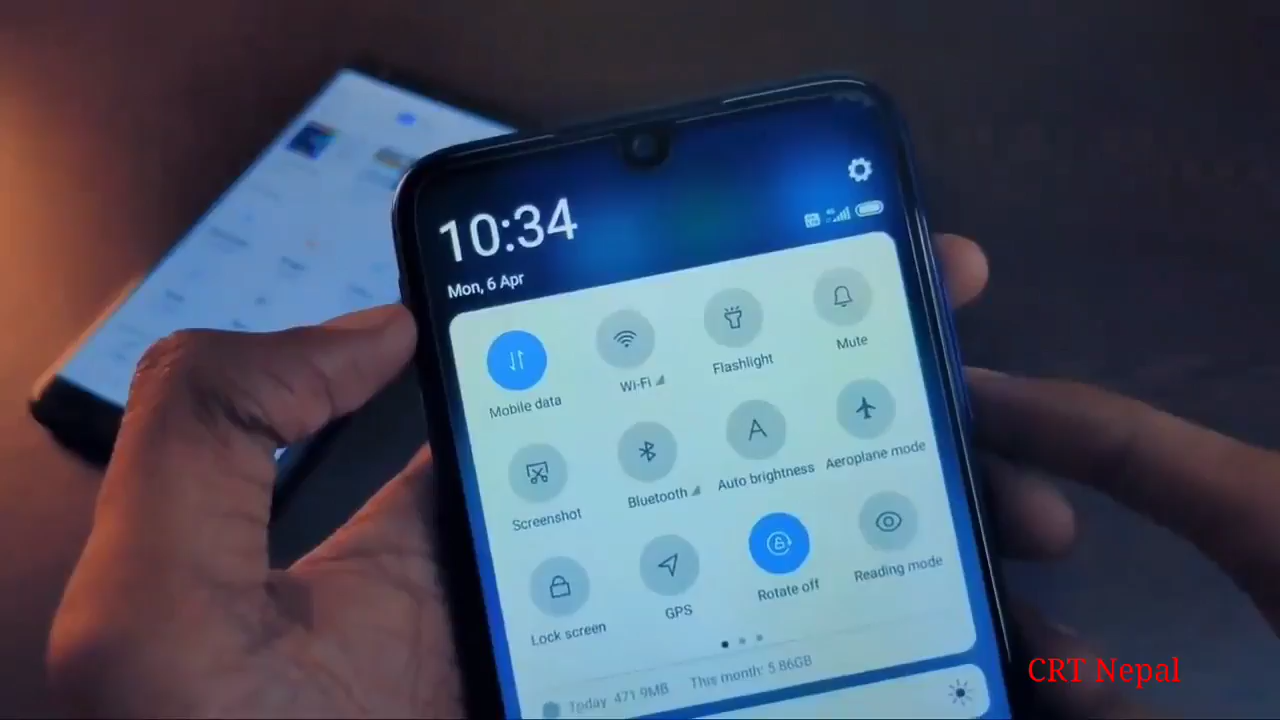 10:34
Mon, 6 Apr
Mobile data
Wi-Fi
Flashlight
Mute
Screenshot
Bluetooth
Auto brightness
Aeroplane mode
Lock screen
GPS
Rotate off
Reading mode
Today 471.9MB
This month: 5.86GB
CRT Nepal